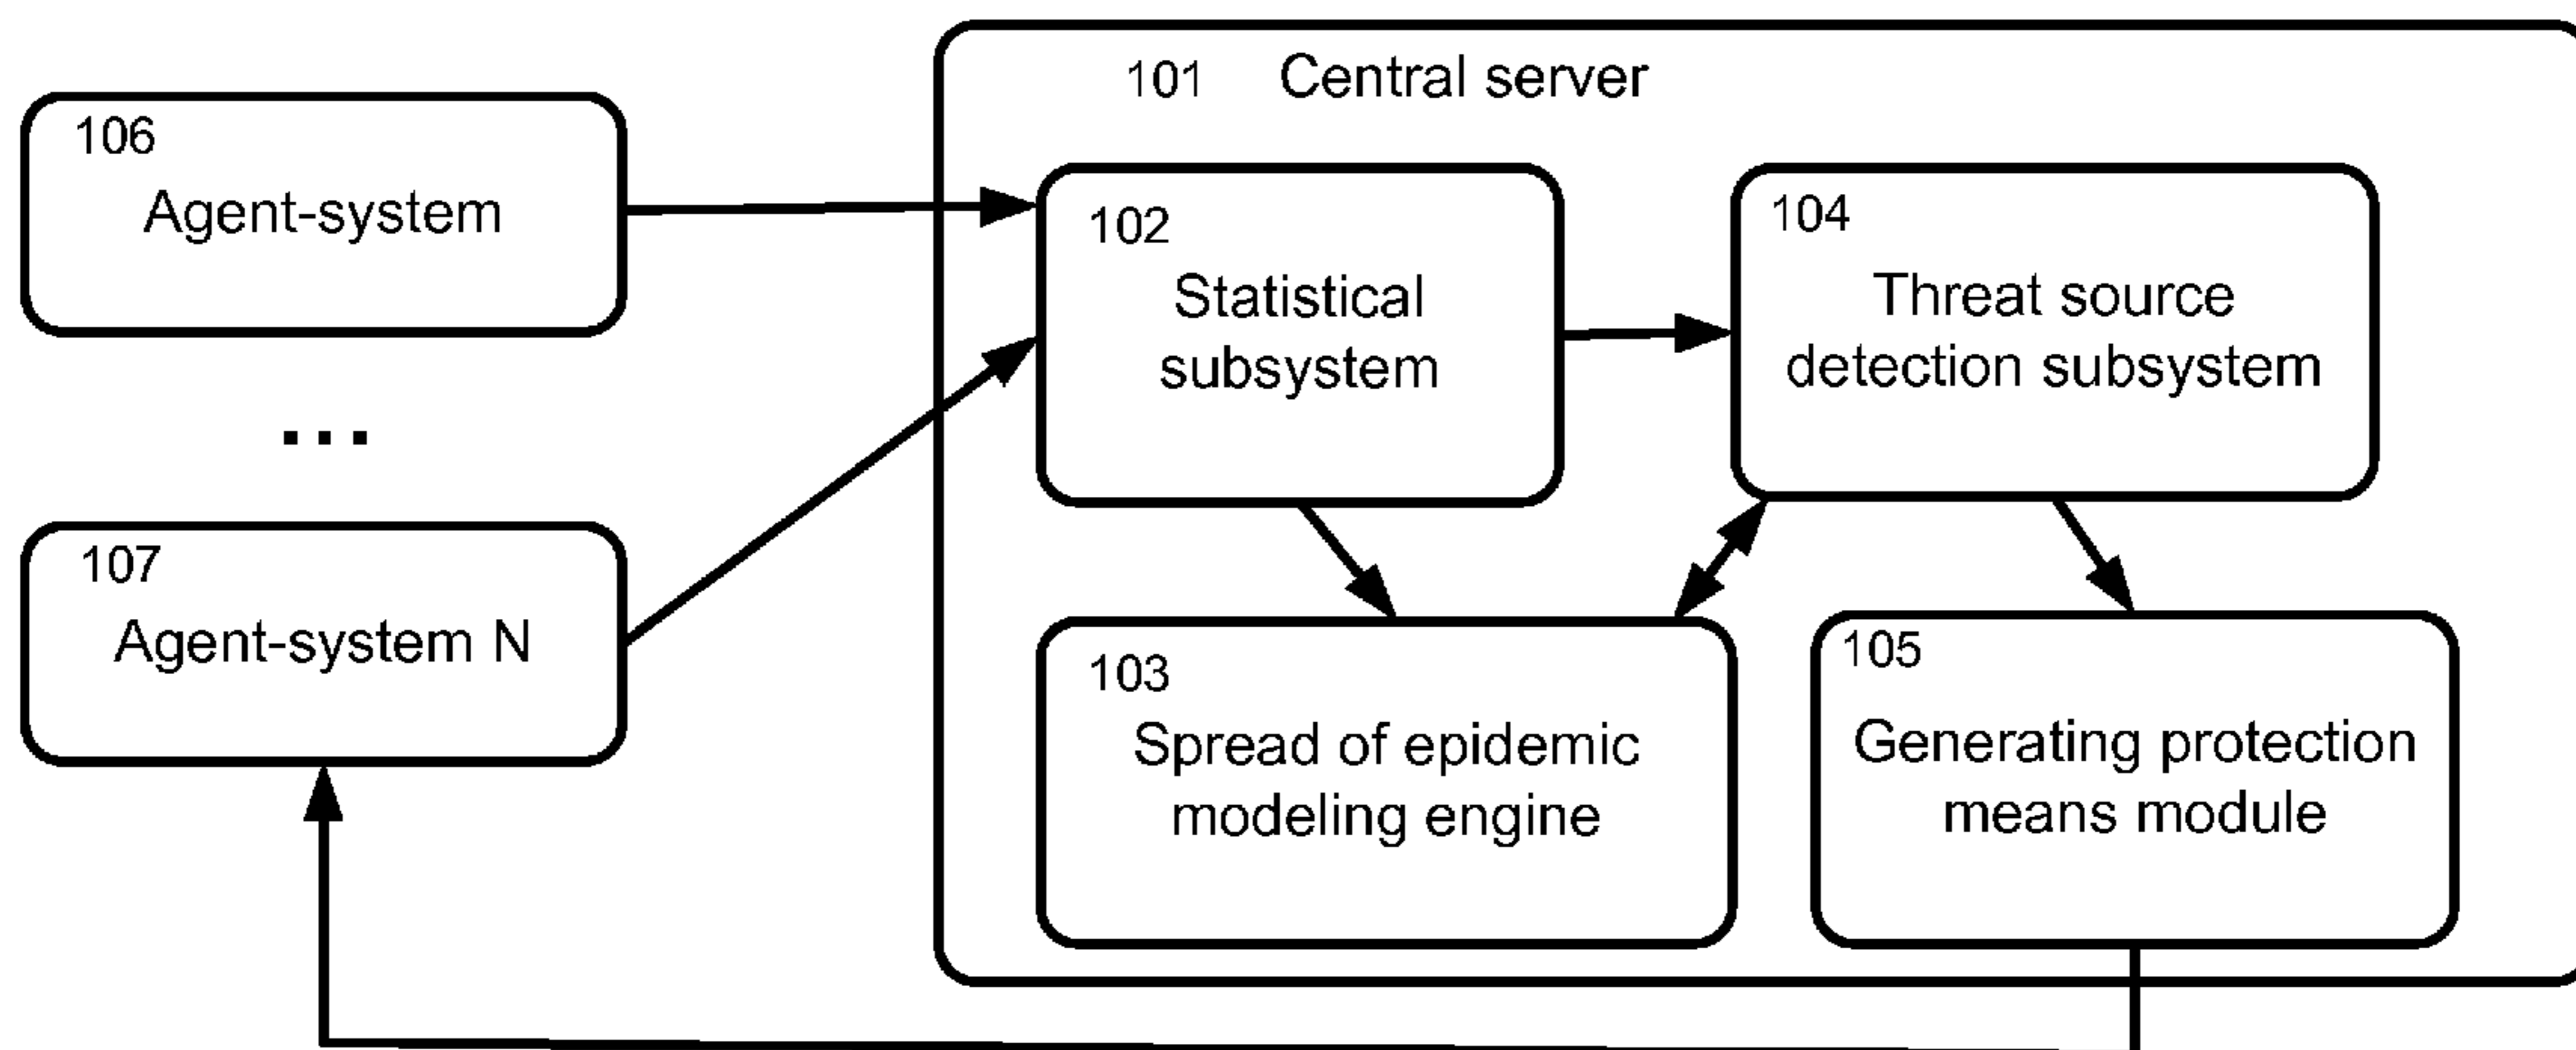 101 Central server
106
Agent-system
...
107
Agent-system N
102
Statistical
subsystem
104
Threat source
detection subsystem
103
Spread of epidemic
modeling engine
105
Generating protection
means module